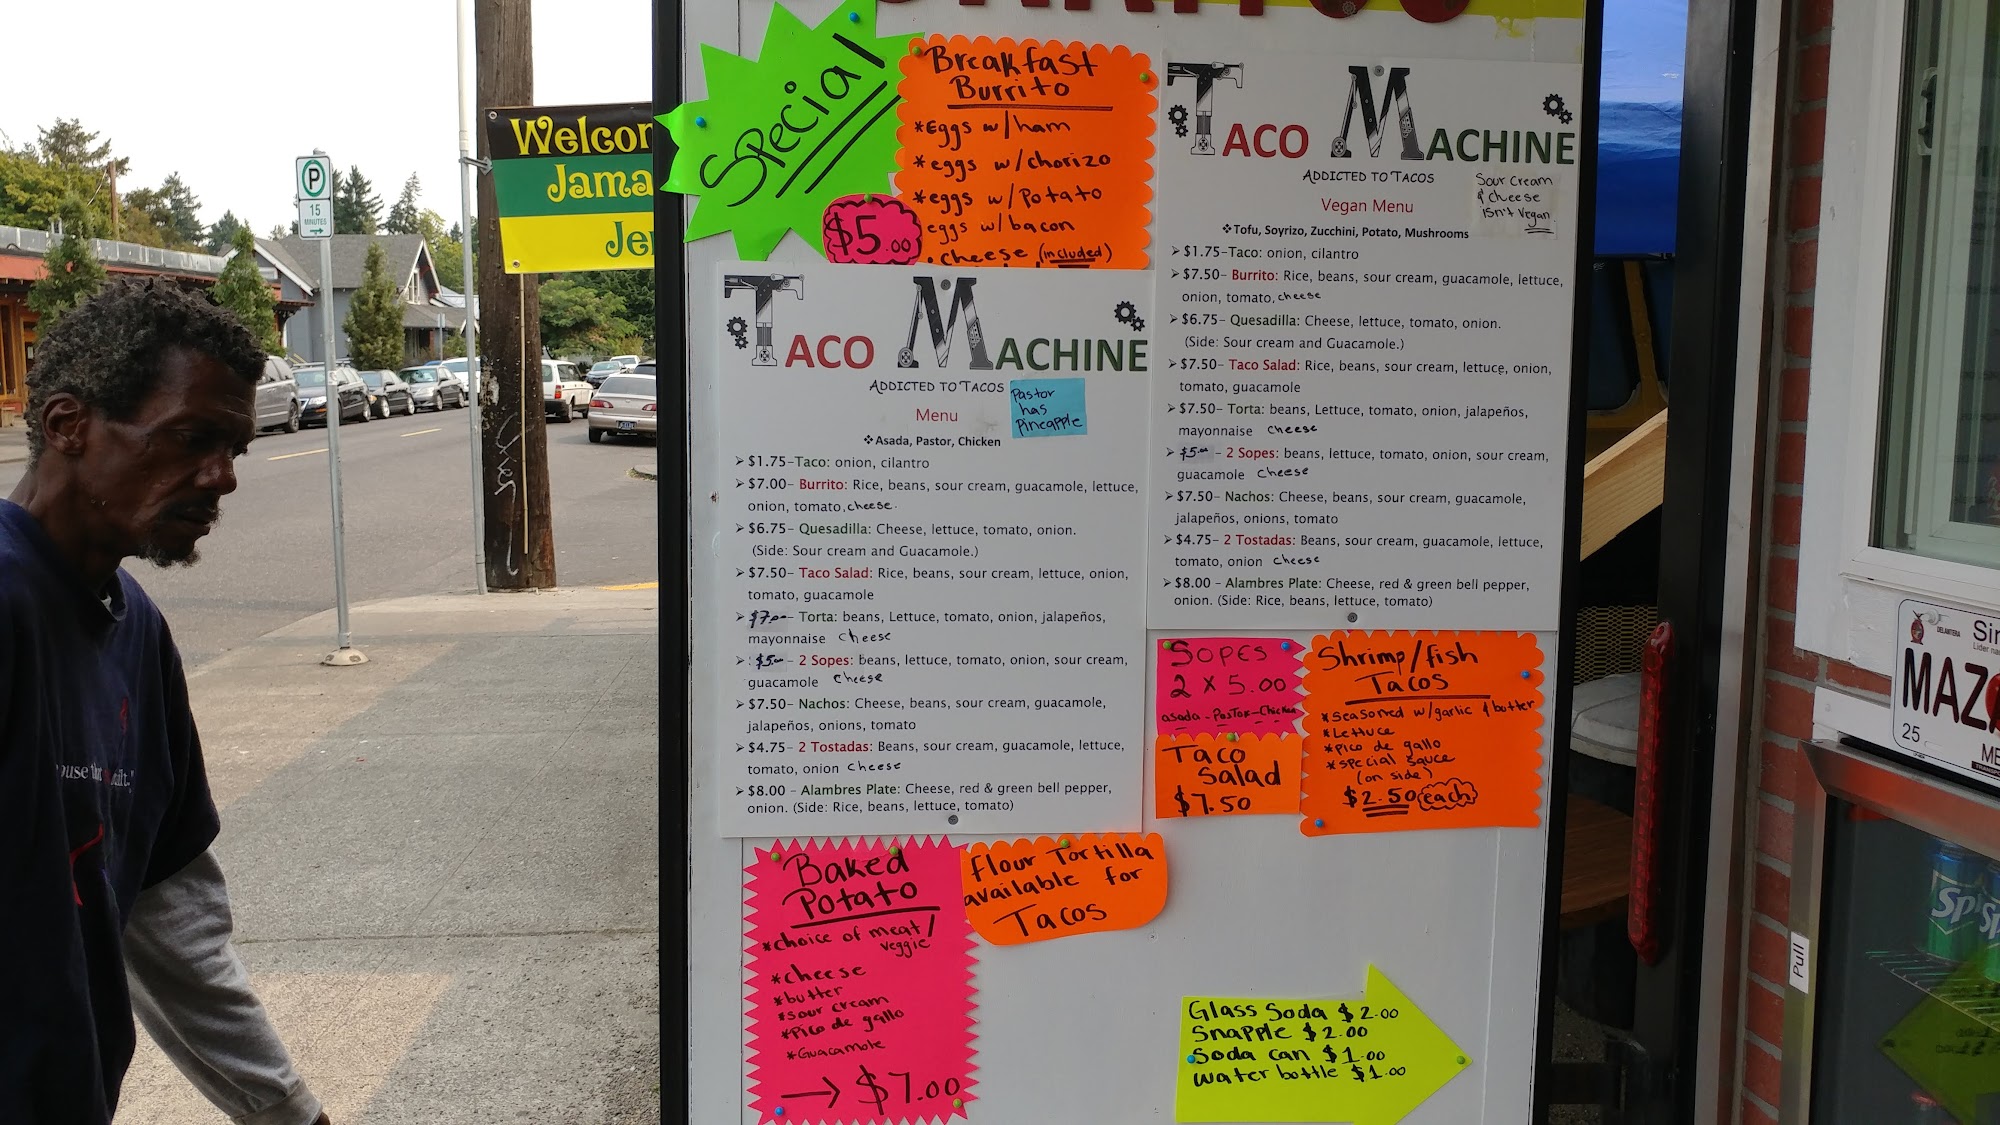 Special
$5.00
Breakfast
Burrito
*Eggs w/ham
*eggs w/chorizo
*eggs w/potato
eggs w/bacon
. cheese (included)
TACO MACHINE
ADDICTED TO TACOS
Menu
Pastor
has
pineapple
❖Asada, Pastor, Chicken
➢$1.75-Taco: onion, cilantro
➢$7.00- Burrito: Rice, beans, sour cream, guacamole, lettuce,
onion, tomato, cheese.
➢$6.75- Quesadilla: Cheese, lettuce, tomato, onion.
(Side: Sour cream and Guacamole.)
➢$7.50- Taco Salad: Rice, beans, sour cream, lettuce, onion,
tomato, guacamole
➢$7.00- Torta: beans, Lettuce, tomato, onion, jalapeños,
mayonnaise cheese
➢$5.00- 2 Sopes: beans, lettuce, tomato, onion, sour cream,
guacamole cheese
➢$7.50- Nachos: Cheese, beans, sour cream, guacamole,
jalapeños, onions, tomato
➢$4.75- 2 Tostadas: Beans, sour cream, guacamole, lettuce,
tomato, onion cheese
➢$8.00 - Alambres Plate: Cheese, red & green bell pepper,
onion. (Side: Rice, beans, lettuce, tomato)
TACO MACHINE
ADDICTED TO TACOS
Vegan Menu
Sour cream
& cheese
isn't vegan
❖Tofu, Soyrizo, Zucchini, Potato, Mushrooms
➢$1.75-Taco: onion, cilantro
➢$7.50- Burrito: Rice, beans, sour cream, guacamole, lettuce,
onion, tomato, cheese
➢$6.75- Quesadilla: Cheese, lettuce, tomato, onion.
(Side: Sour cream and Guacamole.)
➢$7.50- Taco Salad: Rice, beans, sour cream, lettuce, onion,
tomato, guacamole
➢$7.50- Torta: beans, Lettuce, tomato, onion, jalapeños,
mayonnaise cheese
➢$5.00 - 2 Sopes: beans, lettuce, tomato, onion, sour cream,
guacamole cheese
➢$7.50- Nachos: Cheese, beans, sour cream, guacamole,
jalapeños, onions, tomato
➢$4.75- 2 Tostadas: Beans, sour cream, guacamole, lettuce,
tomato, onion cheese
➢$8.00 - Alambres Plate: Cheese, red & green bell pepper,
onion. (Side: Rice, beans, lettuce, tomato)
SOPES
2 x 5.00
asada - Pastor - Chicken
Taco
Salad
$7.50
Shrimp/fish
Tacos
*seasoned w/garlic & butter
*Lettuce
*pico de gallo
*special sauce
(on side)
$2.50 each
Baked
Potato
*choice of meat/
veggie
*cheese
*butter
*sour cream
*Pico de gallo
*Guacamole
→ $7.00
flour Tortilla
available for
Tacos
Glass Soda $2.00
Snapple $2.00
Soda can $1.00
water bottle $1.00
P
15
MINUTES
Welcom
Jama
Jer
MAZ
25
Pull